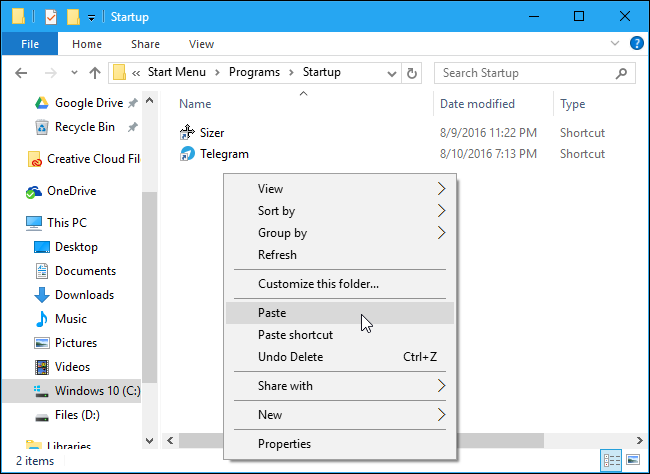 Startup
File Home Share View
« Start Menu Programs Startup Search Startup
Name Date modified Type
Google Drive
Recycle Bin
Creative Cloud Fil
OneDrive
This PC
Desktop
Documents
Downloads
Music
Pictures
Videos
Windows 10 (C:)
Files (D:)
Libraries
Sizer 8/9/2016 11:22 PM Shortcut
Telegram 8/10/2016 7:13 PM Shortcut
View
Sort by
Group by
Refresh
Customize this folder...
Paste
Paste shortcut
Undo Delete Ctrl+Z
Share with
New
Properties
2 items